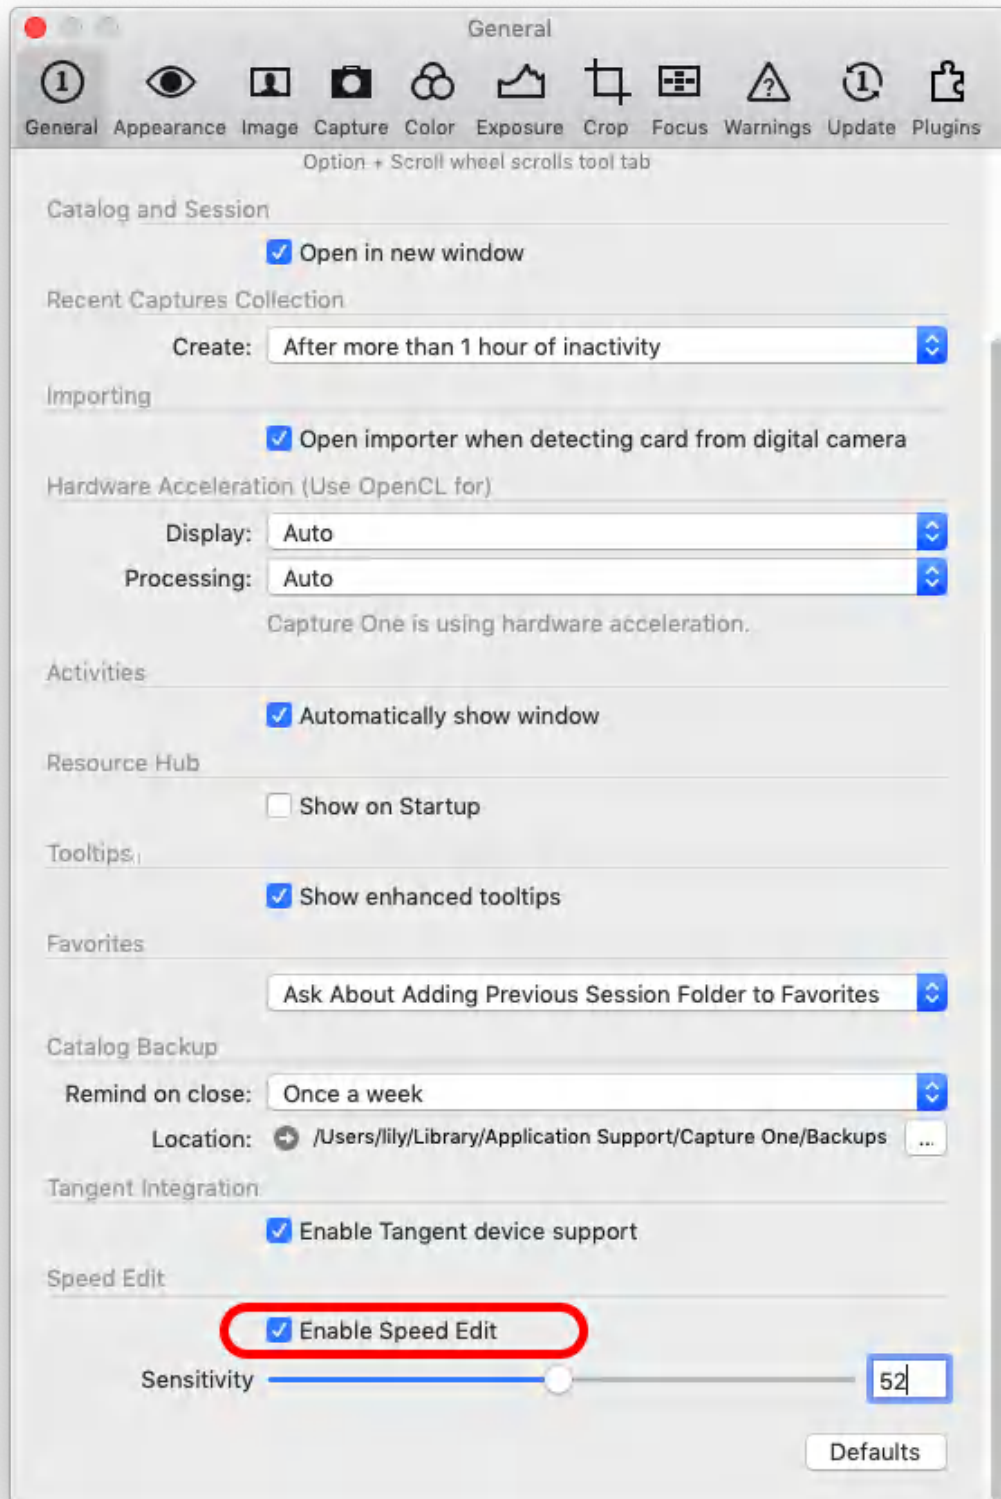 General
General Appearance Image Capture Color Exposure Crop Focus Warnings Update Plugins
Option + Scroll wheel scrolls tool tab
Catalog and Session
Open in new window
Recent Captures Collection
Create: After more than 1 hour of inactivity
Importing
Open importer when detecting card from digital camera
Hardware Acceleration (Use OpenCL for)
Display: Auto
Processing: Auto
Capture One is using hardware acceleration.
Activities
Automatically show window
Resource Hub
Show on Startup
Tooltips
Show enhanced tooltips
Favorites
Ask About Adding Previous Session Folder to Favorites
Catalog Backup
Remind on close: Once a week
Location: /Users/lily/Library/Application Support/Capture One/Backups ...
Tangent Integration
Enable Tangent device support
Speed Edit
Enable Speed Edit
Sensitivity 52
Defaults